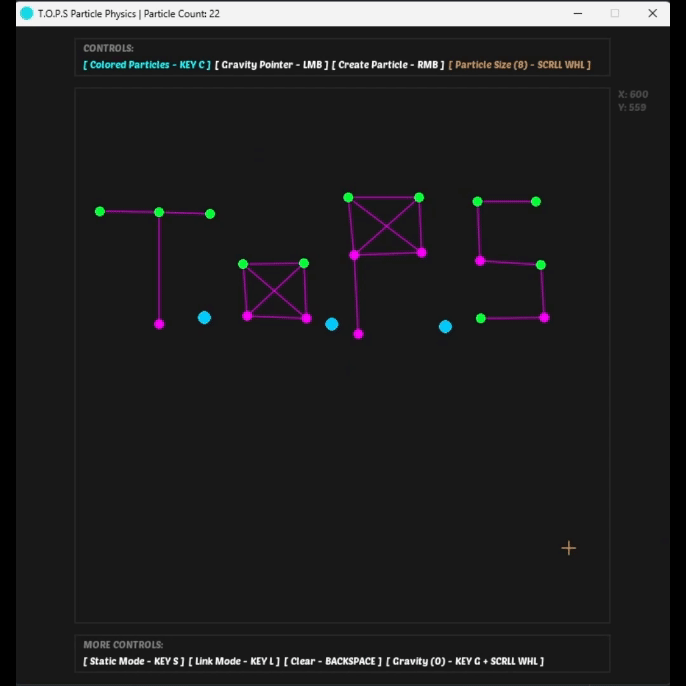 T.O.P.S Particle Physics | Particle Count: 22
CONTROLS:
[ Colored Particles - KEY C ] [ Gravity Pointer - LMB ] [ Create Particle - RMB ] [ Particle Size (8) - SCRLL WHL ]
X: 600
Y: 559
T.o.P.S
MORE CONTROLS:
[ Static Mode - KEY S ] [ Link Mode - KEY L ] [ Clear - BACKSPACE ] [ Gravity (0) - KEY G + SCRLL WHL ]